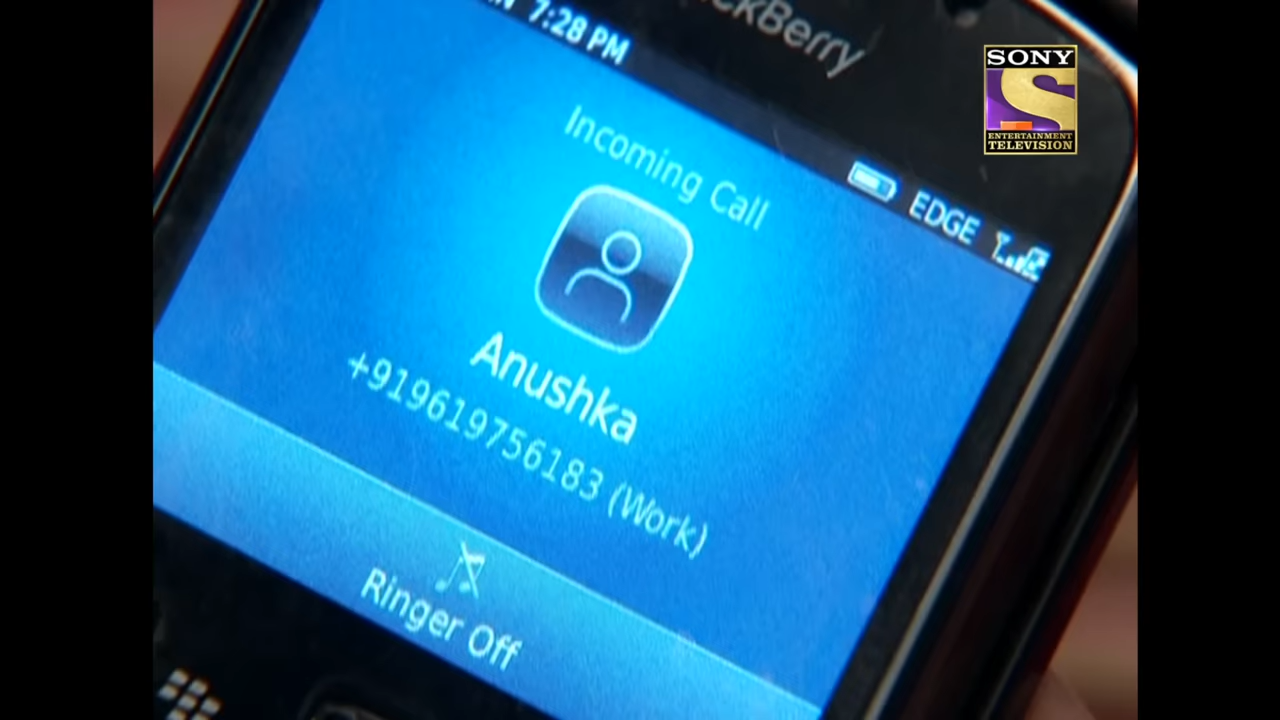 7:28 PM
SONY
ENTERTAINMENT
TELEVISION
Incoming Call
EDGE
Anushka
+919619756183 (Work)
Ringer Off